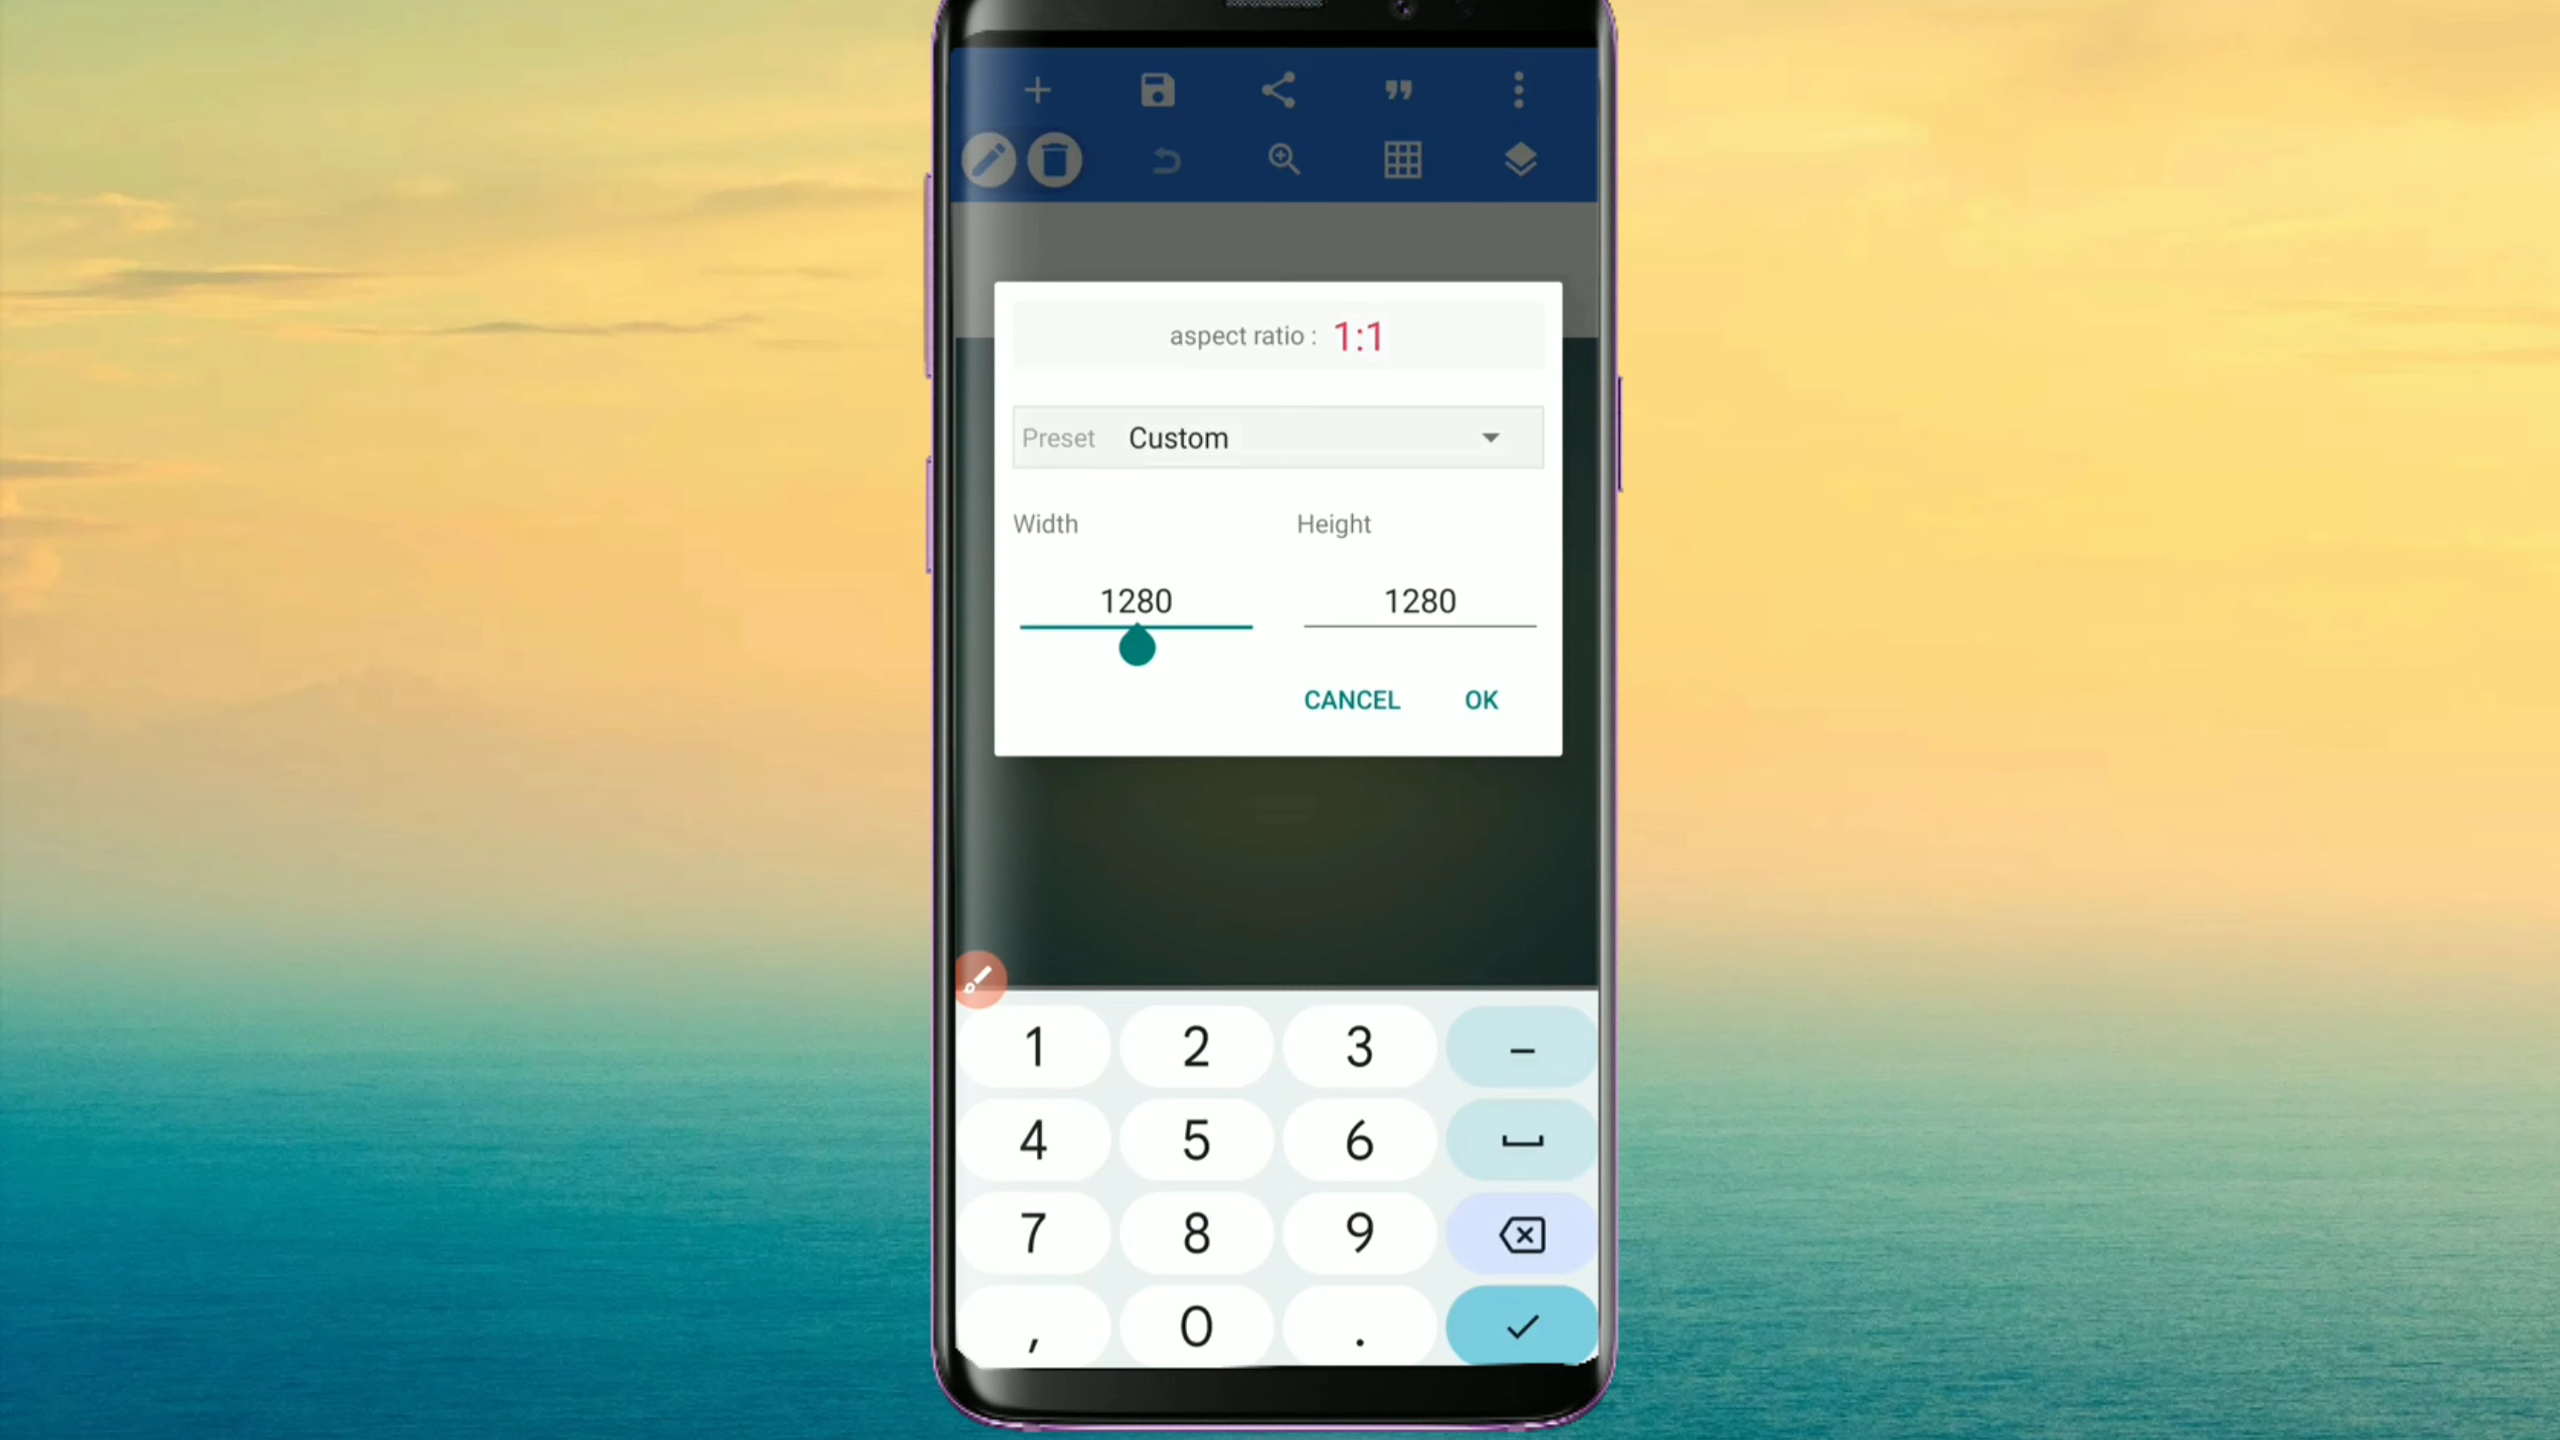 aspect ratio : 1:1
Preset Custom
Width Height
1280 1280
CANCEL OK
1 2 3 –
4 5 6
7 8 9
, 0 .